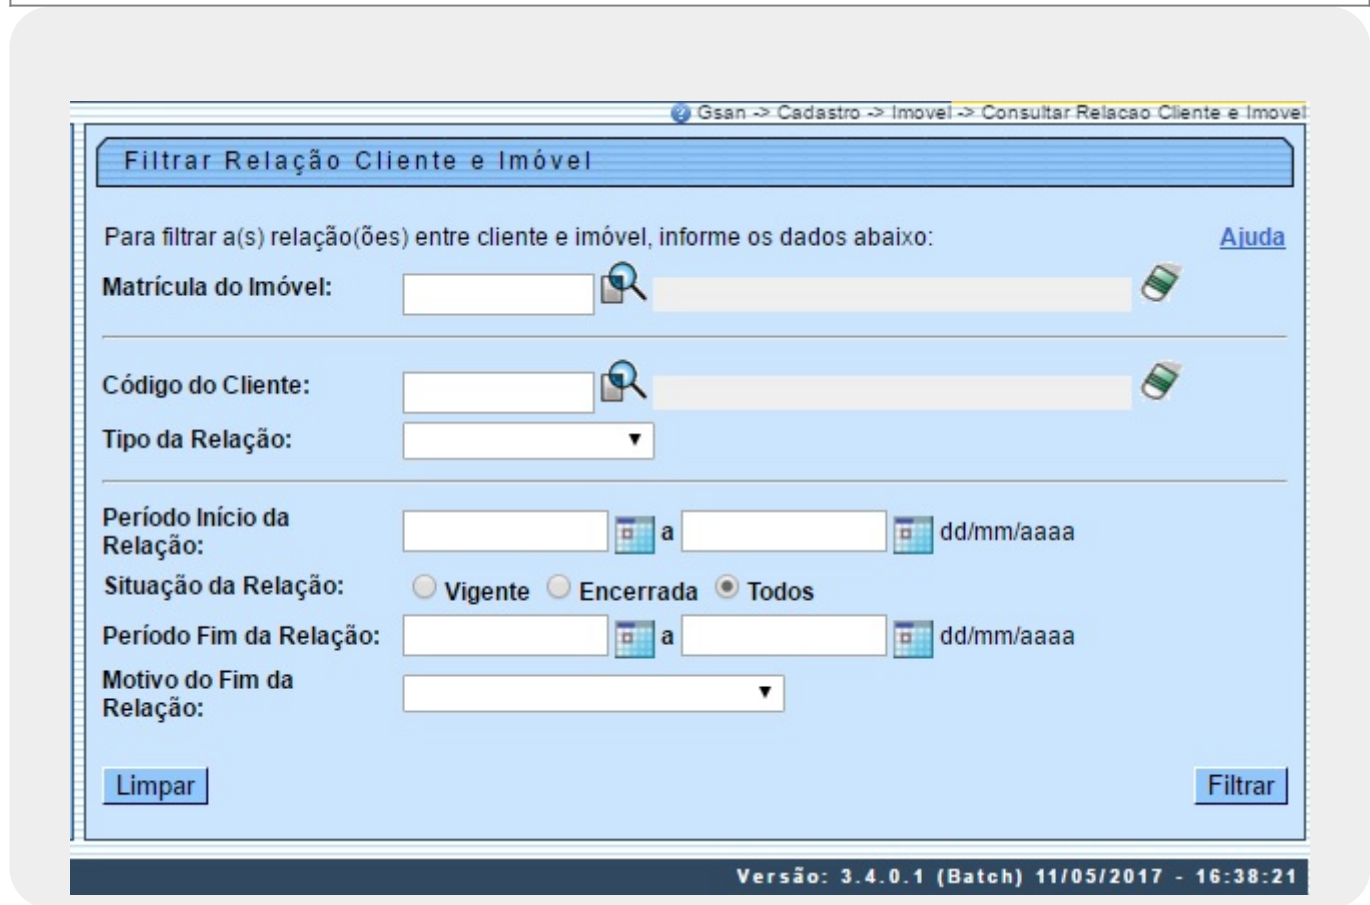 Gsan -> Cadastro -> Imovel -> Consultar Relacao Cliente e Imovel
Filtrar Relação Cliente e Imóvel
Para filtrar a(s) relação(ões) entre cliente e imóvel, informe os dados abaixo: Ajuda
Matrícula do Imóvel:
Código do Cliente:
Tipo da Relação:
Período Início da
Relação:
a dd/mm/aaaa
Situação da Relação: Vigente Encerrada Todos
Período Fim da Relação: a dd/mm/aaaa
Motivo do Fim da
Relação:
Limpar Filtrar
Versão: 3.4.0.1 (Batch) 11/05/2017 - 16:38:21